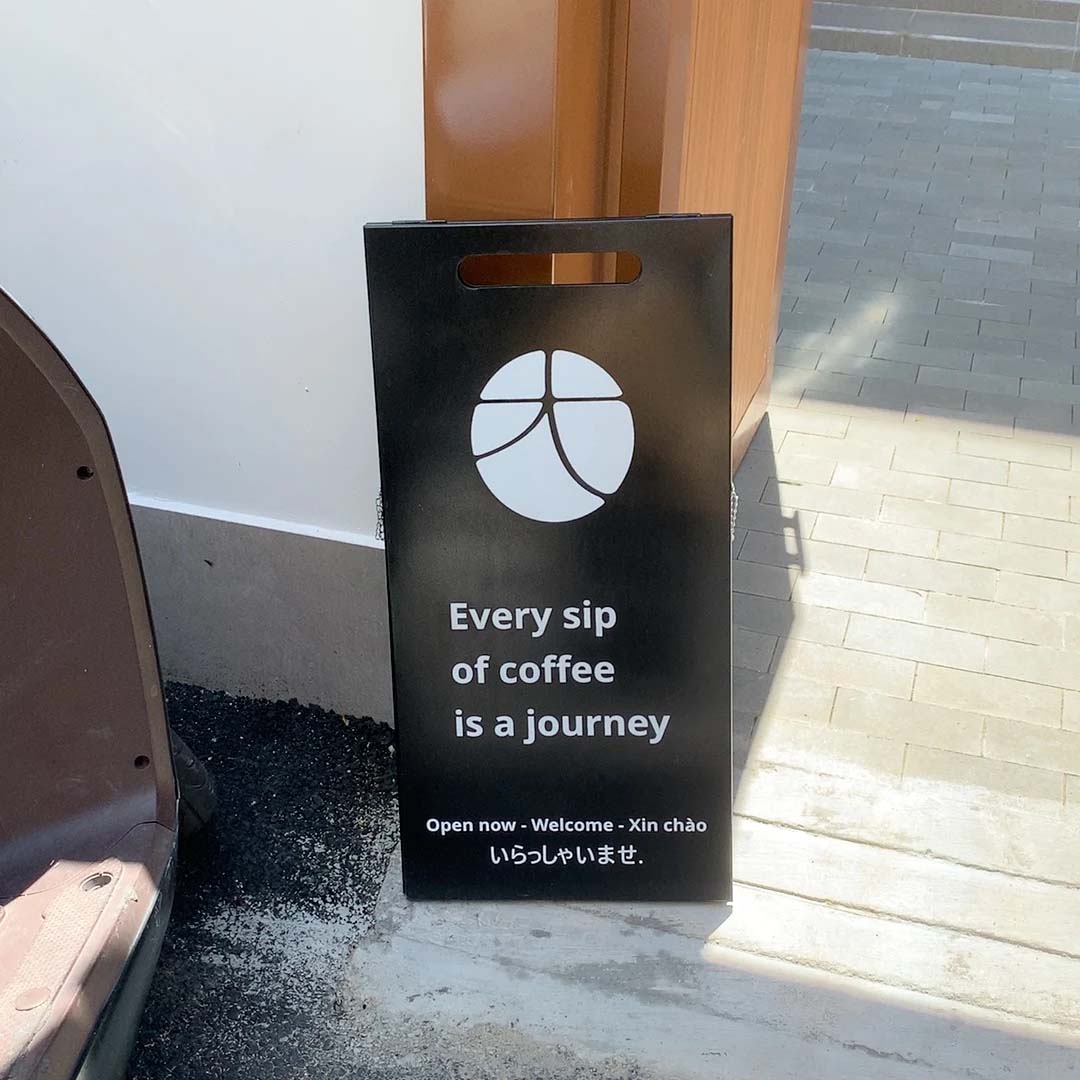 Every sip
of coffee
is a journey
Open now - Welcome - Xin chào
いらっしゃいませ.